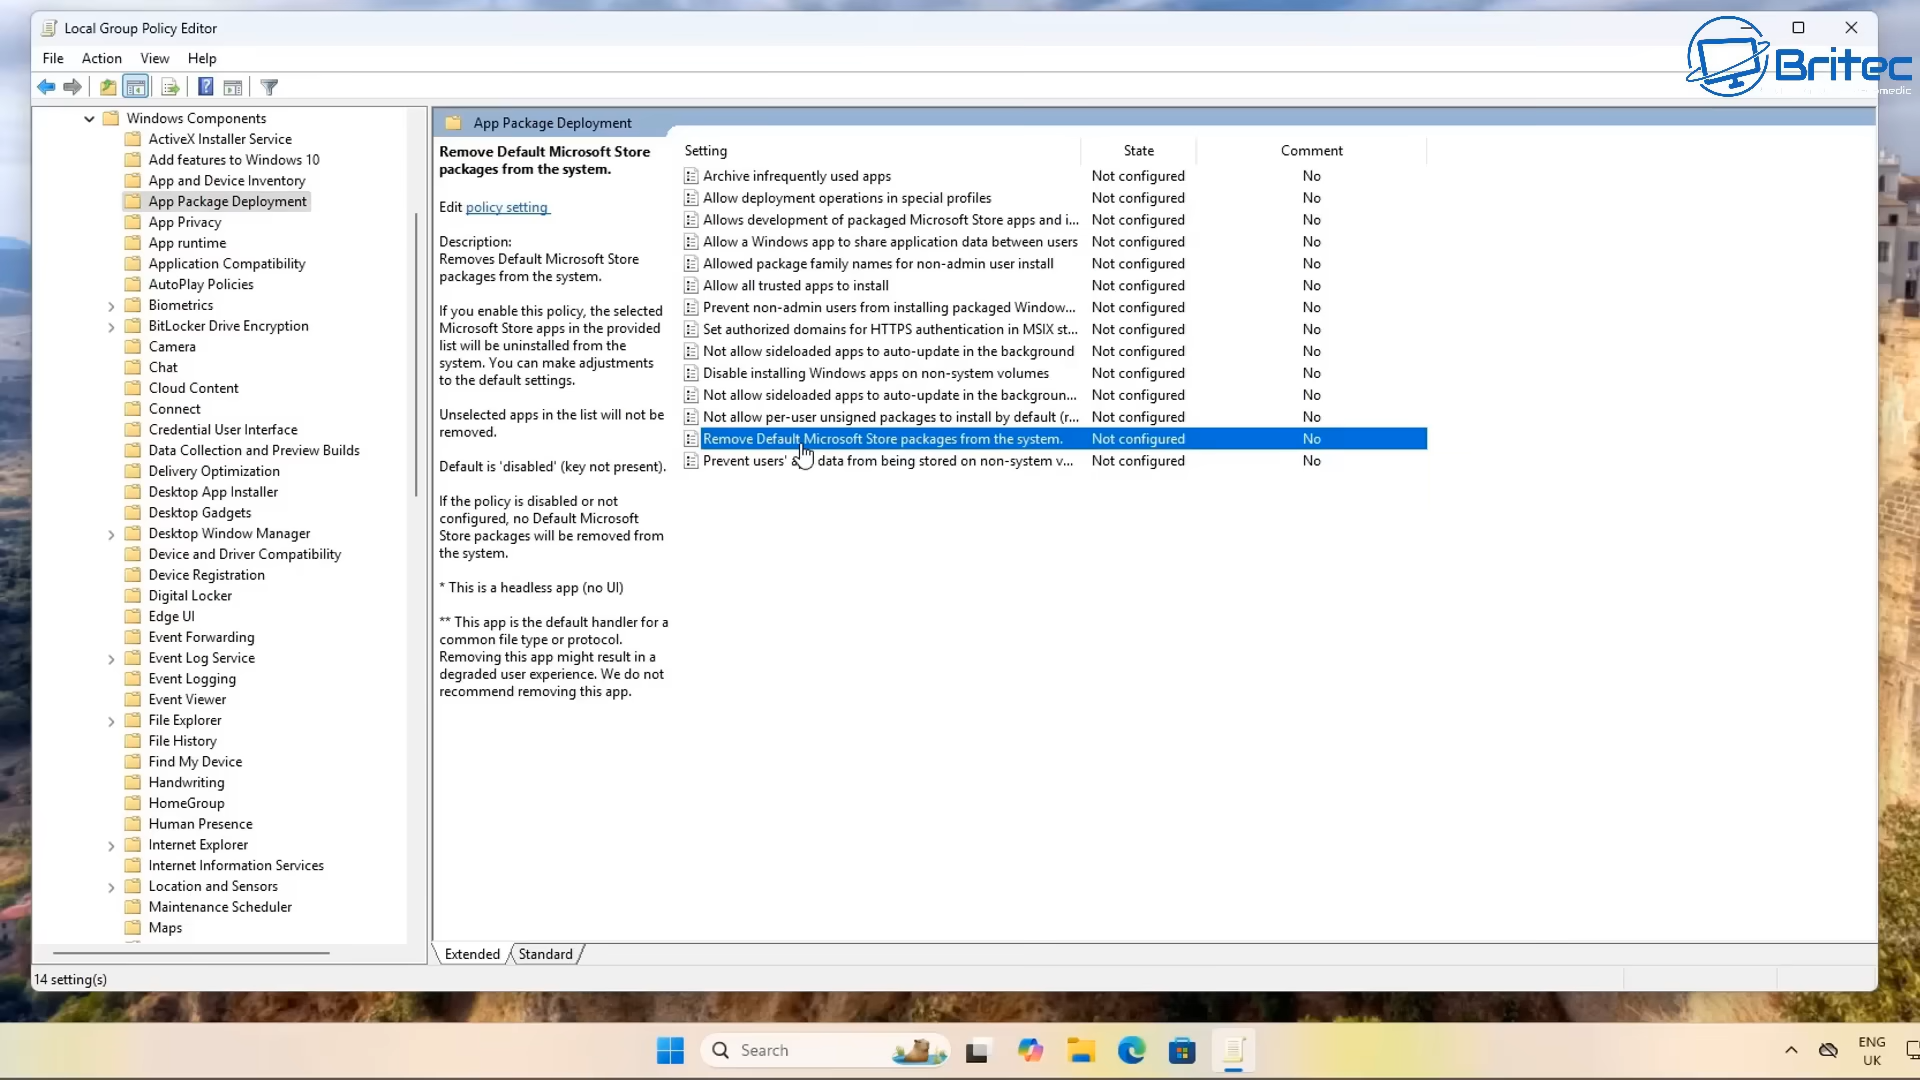 Local Group Policy Editor
Britec
File Action View Help
Windows Components
ActiveX Installer Service
Add features to Windows 10
App and Device Inventory
App Package Deployment
App Privacy
App runtime
Application Compatibility
AutoPlay Policies
Biometrics
BitLocker Drive Encryption
Camera
Chat
Cloud Content
Connect
Credential User Interface
Data Collection and Preview Builds
Delivery Optimization
Desktop App Installer
Desktop Gadgets
Desktop Window Manager
Device and Driver Compatibility
Device Registration
Digital Locker
Edge UI
Event Forwarding
Event Log Service
Event Logging
Event Viewer
File Explorer
File History
Find My Device
Handwriting
HomeGroup
Human Presence
Internet Explorer
Internet Information Services
Location and Sensors
Maintenance Scheduler
Maps
App Package Deployment
Remove Default Microsoft Store
packages from the system.
Edit policy setting
Description:
Removes Default Microsoft Store
packages from the system.
If you enable this policy, the selected
Microsoft Store apps in the provided
list will be uninstalled from the
system. You can make adjustments
to the default settings.
Unselected apps in the list will not be
removed.
Default is 'disabled' (key not present).
If the policy is disabled or not
configured, no Default Microsoft
Store packages will be removed from
the system.
* This is a headless app (no UI)
** This app is the default handler for a
common file type or protocol.
Removing this app might result in a
degraded user experience. We do not
recommend removing this app.
Setting State Comment
Archive infrequently used apps Not configured No
Allow deployment operations in special profiles Not configured No
Allows development of packaged Microsoft Store apps and i... Not configured No
Allow a Windows app to share application data between users Not configured No
Allowed package family names for non-admin user install Not configured No
Allow all trusted apps to install Not configured No
Prevent non-admin users from installing packaged Window... Not configured No
Set authorized domains for HTTPS authentication in MSIX st... Not configured No
Not allow sideloaded apps to auto-update in the background Not configured No
Disable installing Windows apps on non-system volumes Not configured No
Not allow sideloaded apps to auto-update in the backgroun... Not configured No
Not allow per-user unsigned packages to install by default (r... Not configured No
Remove Default Microsoft Store packages from the system. Not configured No
Prevent users' data from being stored on non-system v... Not configured No
Extended Standard
14 setting(s)
Search
ENG
UK